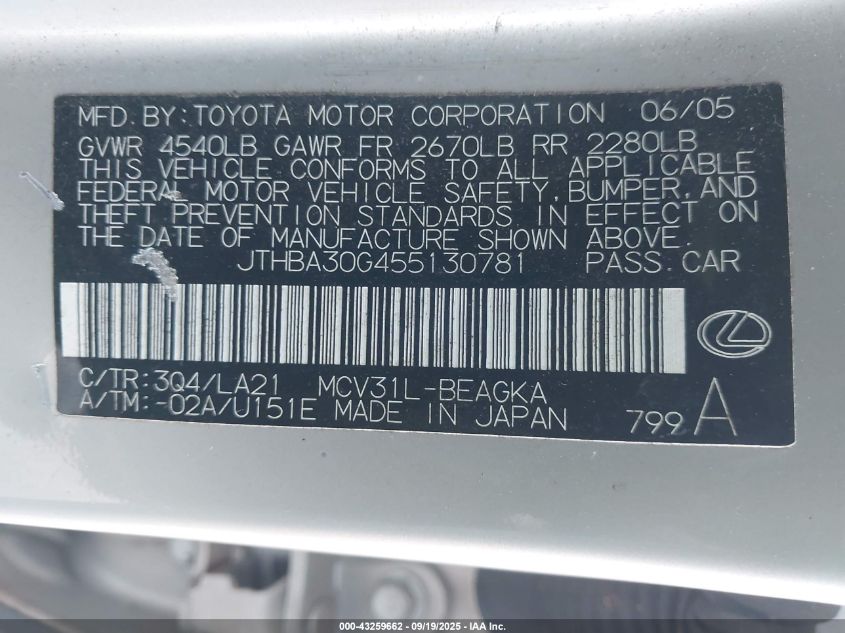 MFD.BY:TOYOTA MOTOR CORPORATION 06/05
GVWR 4540LB GAWR FR 2670LB RR 2280LB
THIS VEHICLE CONFORMS TO ALL APPLICABLE
FEDERAL MOTOR VEHICLE SAFETY,BUMPER,AND
THEFT PREVENTION STANDARDS IN EFFECT ON
THE DATE OF MANUFACTURE SHOWN ABOVE.
JTHBA30G455130781 PASS.CAR
C/TR:3Q4/LA21 MCV31L-BEAGKA
A/TM:-02A/U151E MADE IN JAPAN 799 A
000-43259662 - 09/19/2025 - IAA, Inc.